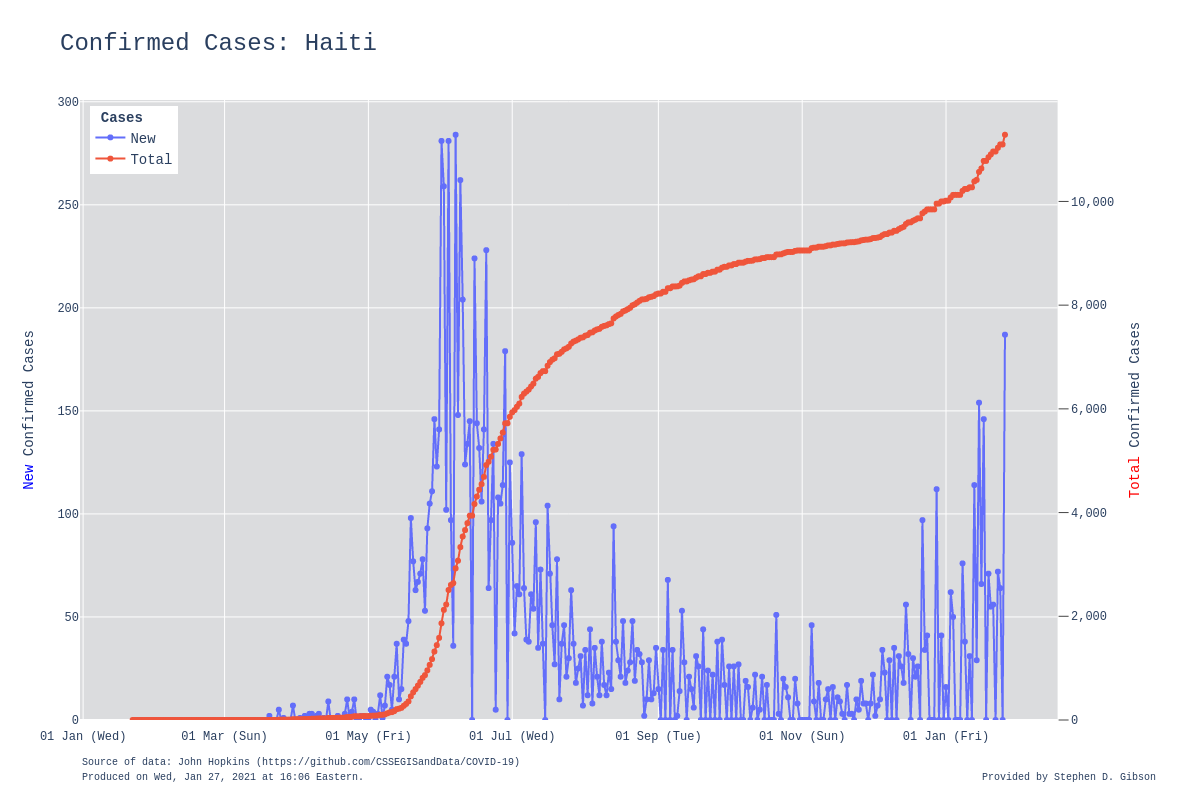 Confirmed Cases: Haiti
Cases
New
Total
300
250
200
150
100
50
0
10,000
8,000
6,000
4,000
2,000
0
New Confirmed Cases
Total Confirmed Cases
01 Jan (Wed) 01 Mar (Sun) 01 May (Fri) 01 Jul (Wed) 01 Sep (Tue) 01 Nov (Sun) 01 Jan (Fri)
Source of data: John Hopkins (https://github.com/CSSEGISandData/COVID-19)
Produced on Wed, Jan 27, 2021 at 16:06 Eastern.
Provided by Stephen D. Gibson